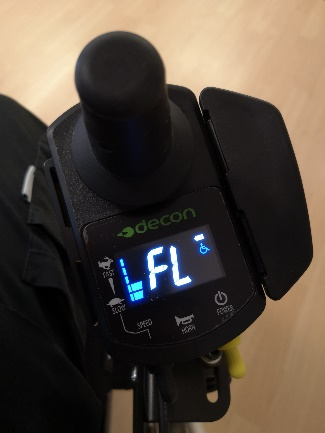 decon
FL
FAST
SLOW
SPEED
HORN
POWER